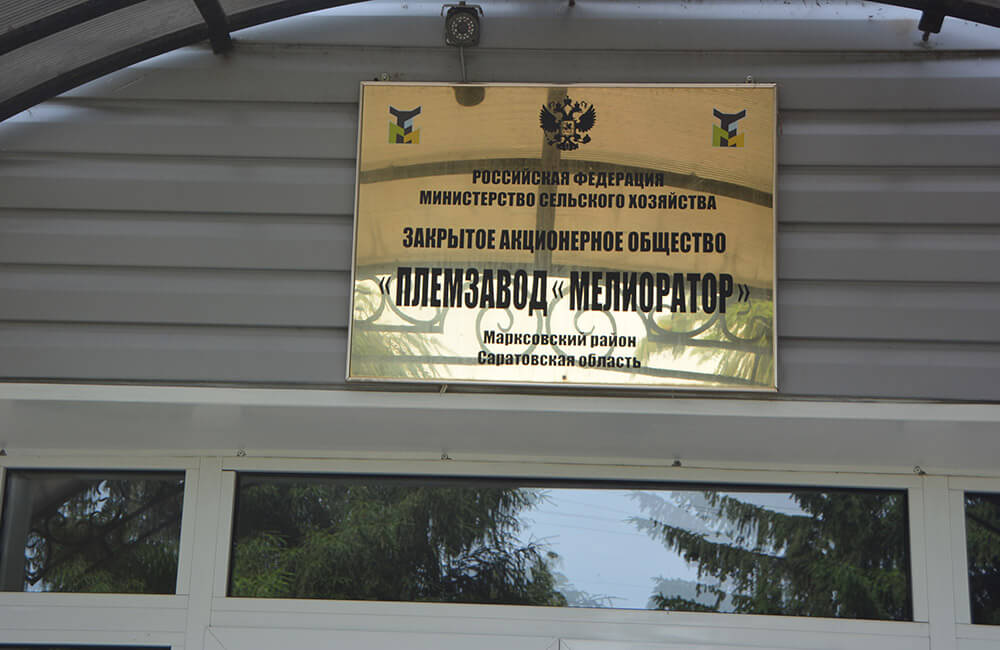 РОССИЙСКАЯ ФЕДЕРАЦИЯ
МИНИСТЕРСТВО СЕЛЬСКОГО ХОЗЯЙСТВА
ЗАКРЫТОЕ АКЦИОНЕРНОЕ ОБЩЕСТВО
«ПЛЕМЗАВОД «МЕЛИОРАТОР»
Марксовский район
Саратовская область